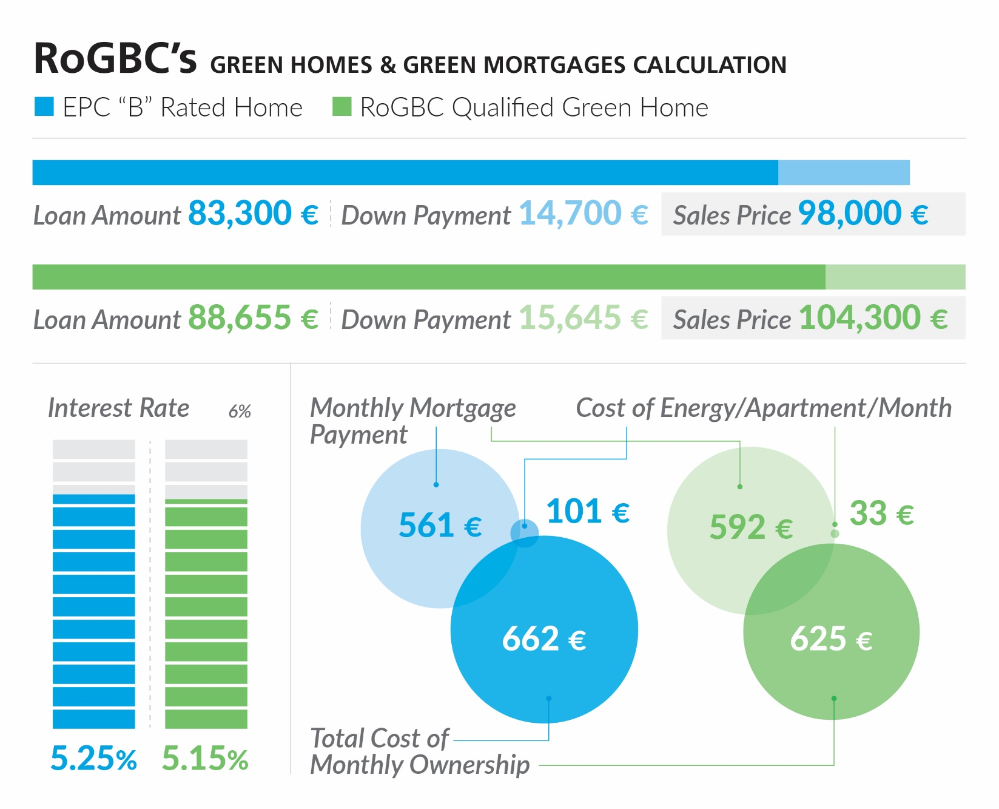 RoGBC’s GREEN HOMES & GREEN MORTGAGES CALCULATION
EPC “B” Rated Home RoGBC Qualified Green Home
Loan Amount 83,300 € Down Payment 14,700 € Sales Price 98,000 €
Loan Amount 88,655 € Down Payment 15,645 € Sales Price 104,300 €
Interest Rate 6%
5.25% 5.15%
Monthly Mortgage
Payment
Cost of Energy/Apartment/Month
561 € 101 € 592 € 33 €
662 € 625 €
Total Cost of
Monthly Ownership